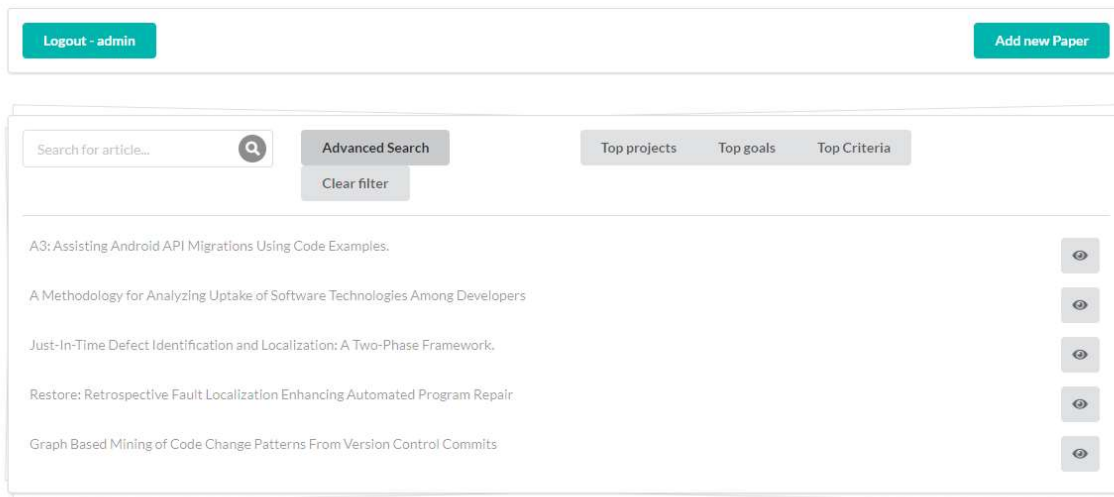 Logout - admin
Add new Paper
Search for article...
Advanced Search
Top projects
Top goals
Top Criteria
Clear filter
A3: Assisting Android API Migrations Using Code Examples.
A Methodology for Analyzing Uptake of Software Technologies Among Developers
Just-In-Time Defect Identification and Localization: A Two-Phase Framework.
Restore: Retrospective Fault Localization Enhancing Automated Program Repair
Graph Based Mining of Code Change Patterns From Version Control Commits